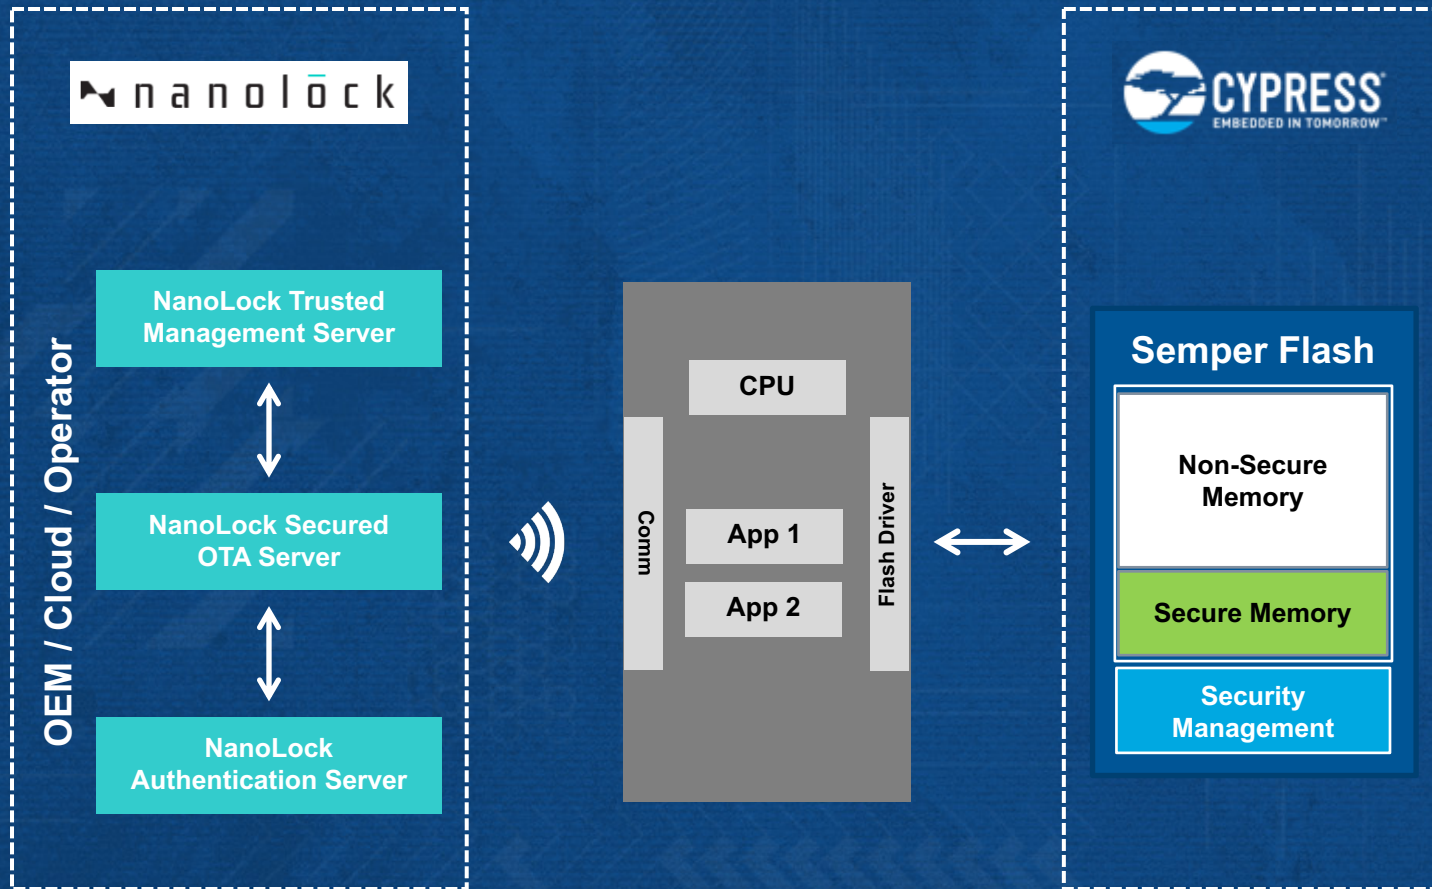 nanolōck
OEM / Cloud / Operator
NanoLock Trusted
Management Server
NanoLock Secured
OTA Server
NanoLock
Authentication Server
CPU
Comm
App 1
App 2
Flash Driver
CYPRESS®
EMBEDDED IN TOMORROW™
Semper Flash
Non-Secure
Memory
Secure Memory
Security
Management